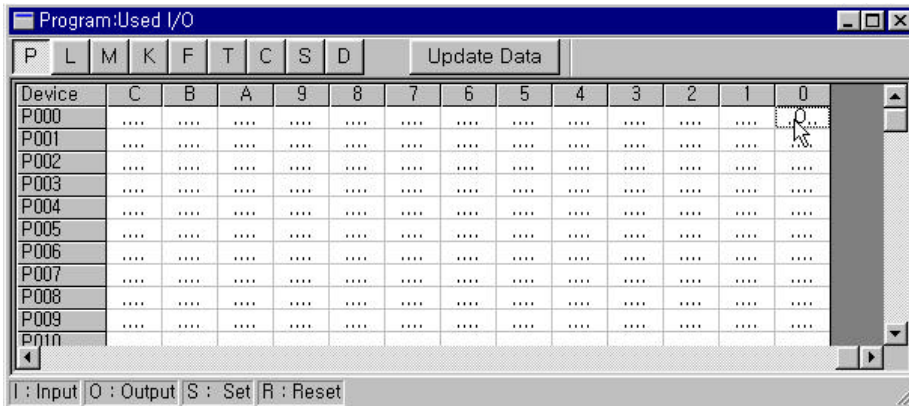 Program:Used I/O
P L M K F T C S D Update Data
Device C B A 9 8 7 6 5 4 3 2 1 0
P000 .... .... .... .... .... .... .... .... .... .... .... .... .O..
P001 .... .... .... .... .... .... .... .... .... .... .... .... ....
P002 .... .... .... .... .... .... .... .... .... .... .... .... ....
P003 .... .... .... .... .... .... .... .... .... .... .... .... ....
P004 .... .... .... .... .... .... .... .... .... .... .... .... ....
P005 .... .... .... .... .... .... .... .... .... .... .... .... ....
P006 .... .... .... .... .... .... .... .... .... .... .... .... ....
P007 .... .... .... .... .... .... .... .... .... .... .... .... ....
P008 .... .... .... .... .... .... .... .... .... .... .... .... ....
P009 .... .... .... .... .... .... .... .... .... .... .... .... ....
P010
I : Input O : Output S : Set R : Reset